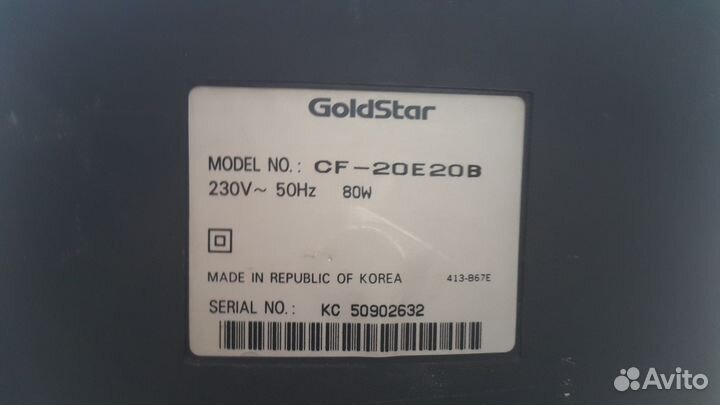 GoldStar
MODEL NO.: CF-20E20B
230V~ 50Hz 80W
MADE IN REPUBLIC OF KOREA 413-867E
SERIAL NO.: KC 50902632
Avito